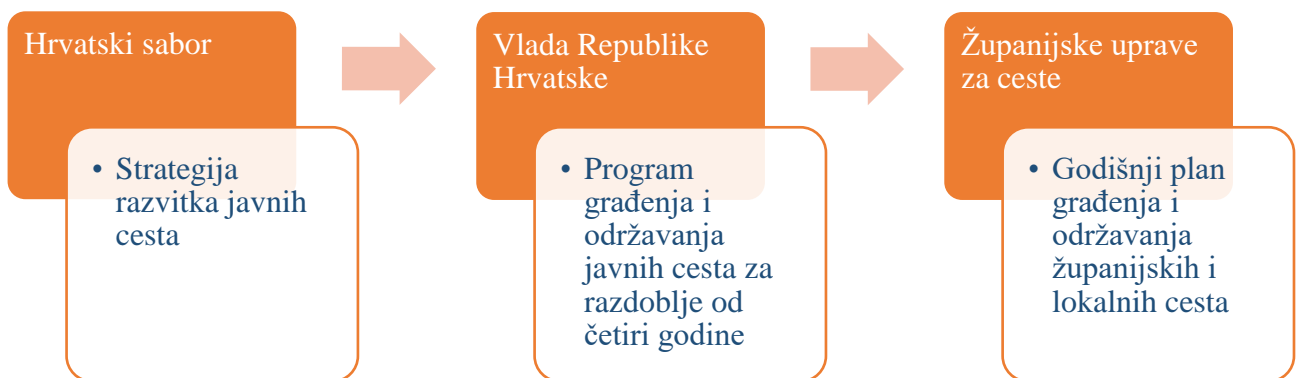 Hrvatski sabor
• Strategija
razvitka javnih
cesta
Vlada Republike
Hrvatske
• Program
građenja i
održavanja
javnih cesta za
razdoblje od
četiri godine
Županijske uprave
za ceste
• Godišnji plan
građenja i
održavanja
županijskih i
lokalnih cesta